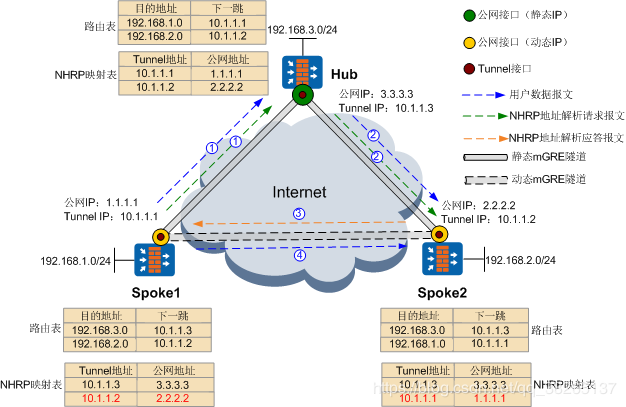 路由表
目的地址 下一跳
192.168.1.0 10.1.1.1
192.168.2.0 10.1.1.2
192.168.3.0/24
NHRP映射表
Tunnel地址 公网地址
10.1.1.1 1.1.1.1
10.1.1.2 2.2.2.2
Hub
公网IP：3.3.3.3
Tunnel IP：10.1.1.3
公网接口（静态IP）
公网接口（动态IP）
Tunnel接口
用户数据报文
NHRP地址解析请求报文
NHRP地址解析应答报文
静态mGRE隧道
动态mGRE隧道
① ①
②
②
Internet
③
④
公网IP：1.1.1.1
Tunnel IP：10.1.1.1
公网IP：2.2.2.2
Tunnel IP：10.1.1.2
192.168.1.0/24
192.168.2.0/24
Spoke1
Spoke2
路由表
目的地址 下一跳
192.168.3.0 10.1.1.3
192.168.2.0 10.1.1.2
NHRP映射表
Tunnel地址 公网地址
10.1.1.3 3.3.3.3
10.1.1.2 2.2.2.2
目的地址 下一跳
192.168.3.0 10.1.1.3
192.168.1.0 10.1.1.1
路由表
Tunnel地址 公网地址
10.1.1.3 3.3.3.3
10.1.1.1 1.1.1.1
NHRP映射表